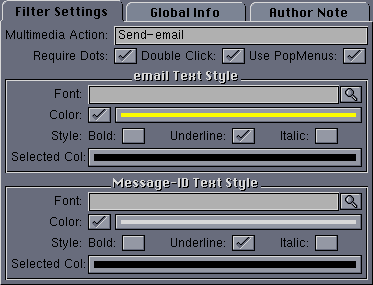 Filter Settings Global Info Author Note
Multimedia Action: Send-email
Require Dots: Double Click: Use PopMenus:
email Text Style
Font:
Color:
Style: Bold: Underline: Italic:
Selected Col:
Message-ID Text Style
Font:
Color:
Style: Bold: Underline: Italic:
Selected Col: